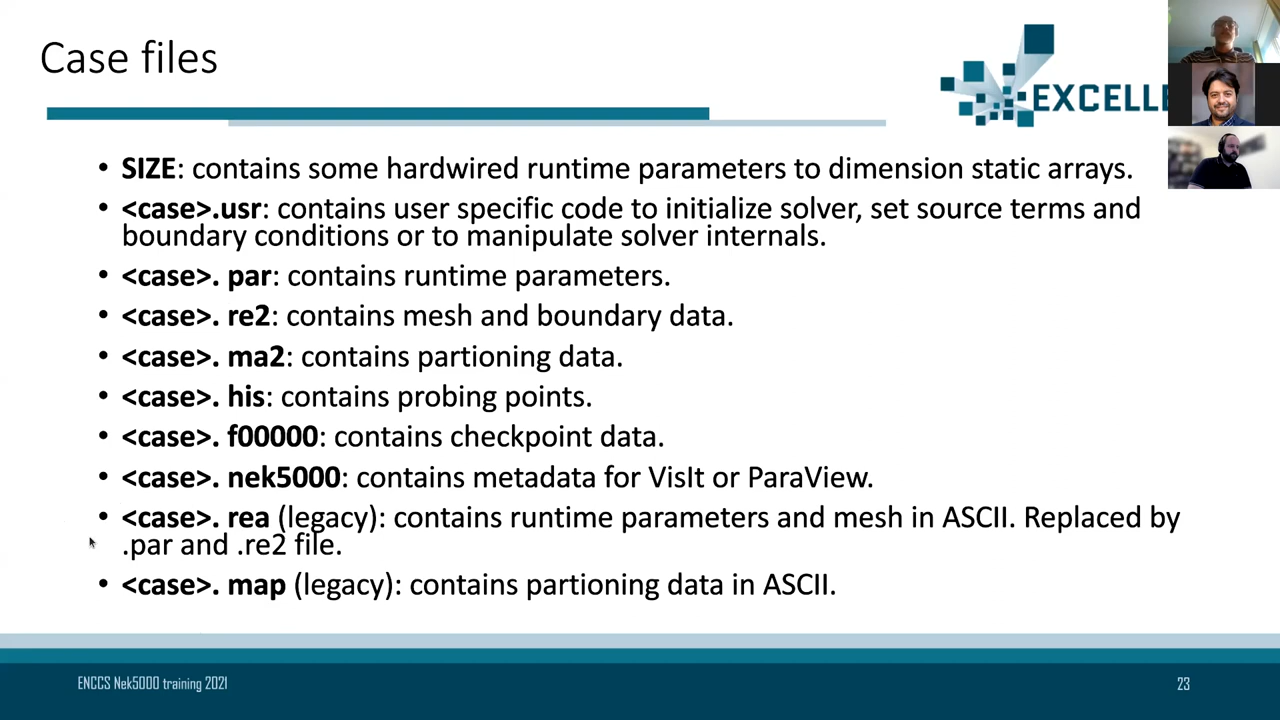 Case files
EXCELLE
• SIZE: contains some hardwired runtime parameters to dimension static arrays.
• <case>.usr: contains user specific code to initialize solver, set source terms and
boundary conditions or to manipulate solver internals.
• <case>. par: contains runtime parameters.
• <case>. re2: contains mesh and boundary data.
• <case>. ma2: contains partioning data.
• <case>. his: contains probing points.
• <case>. f00000: contains checkpoint data.
• <case>. nek5000: contains metadata for VisIt or ParaView.
• <case>. rea (legacy): contains runtime parameters and mesh in ASCII. Replaced by
.par and .re2 file.
• <case>. map (legacy): contains partioning data in ASCII.
ENCCS Nek5000 training 2021
23